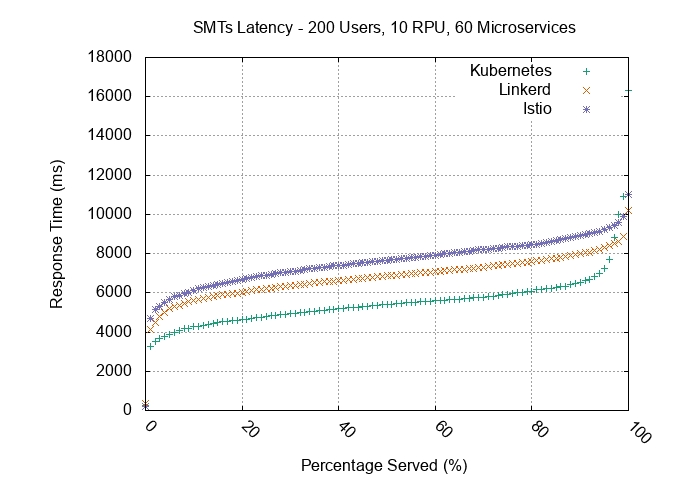 SMTs Latency - 200 Users, 10 RPU, 60 Microservices
18000
16000
14000
12000
10000
8000
6000
4000
2000
0
Response Time (ms)
Kubernetes
Linkerd
Istio
0
20
40
60
80
100
Percentage Served (%)